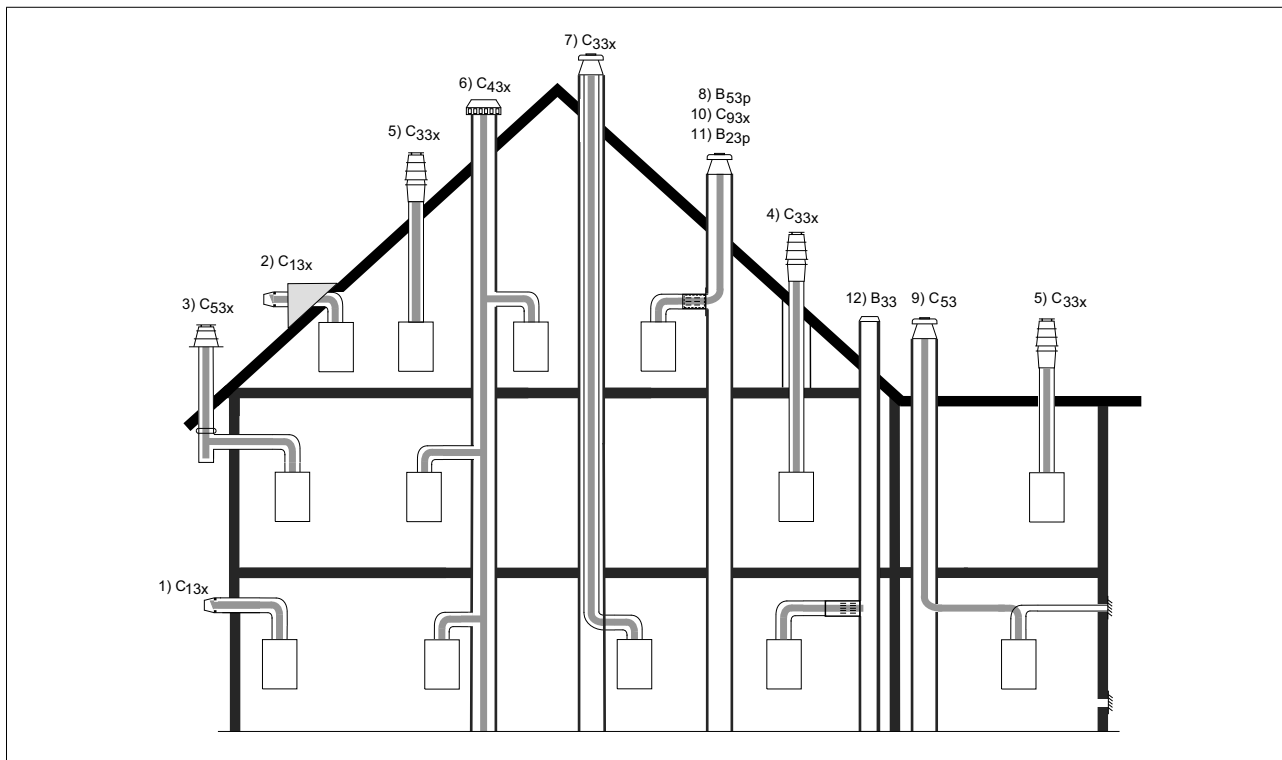 7) C33x
6) C43x
8) B53p
10) C93x
11) B23p
5) C33x
4) C33x
2) C13x
3) C53x
12) B33
9) C53
5) C33x
1) C13x